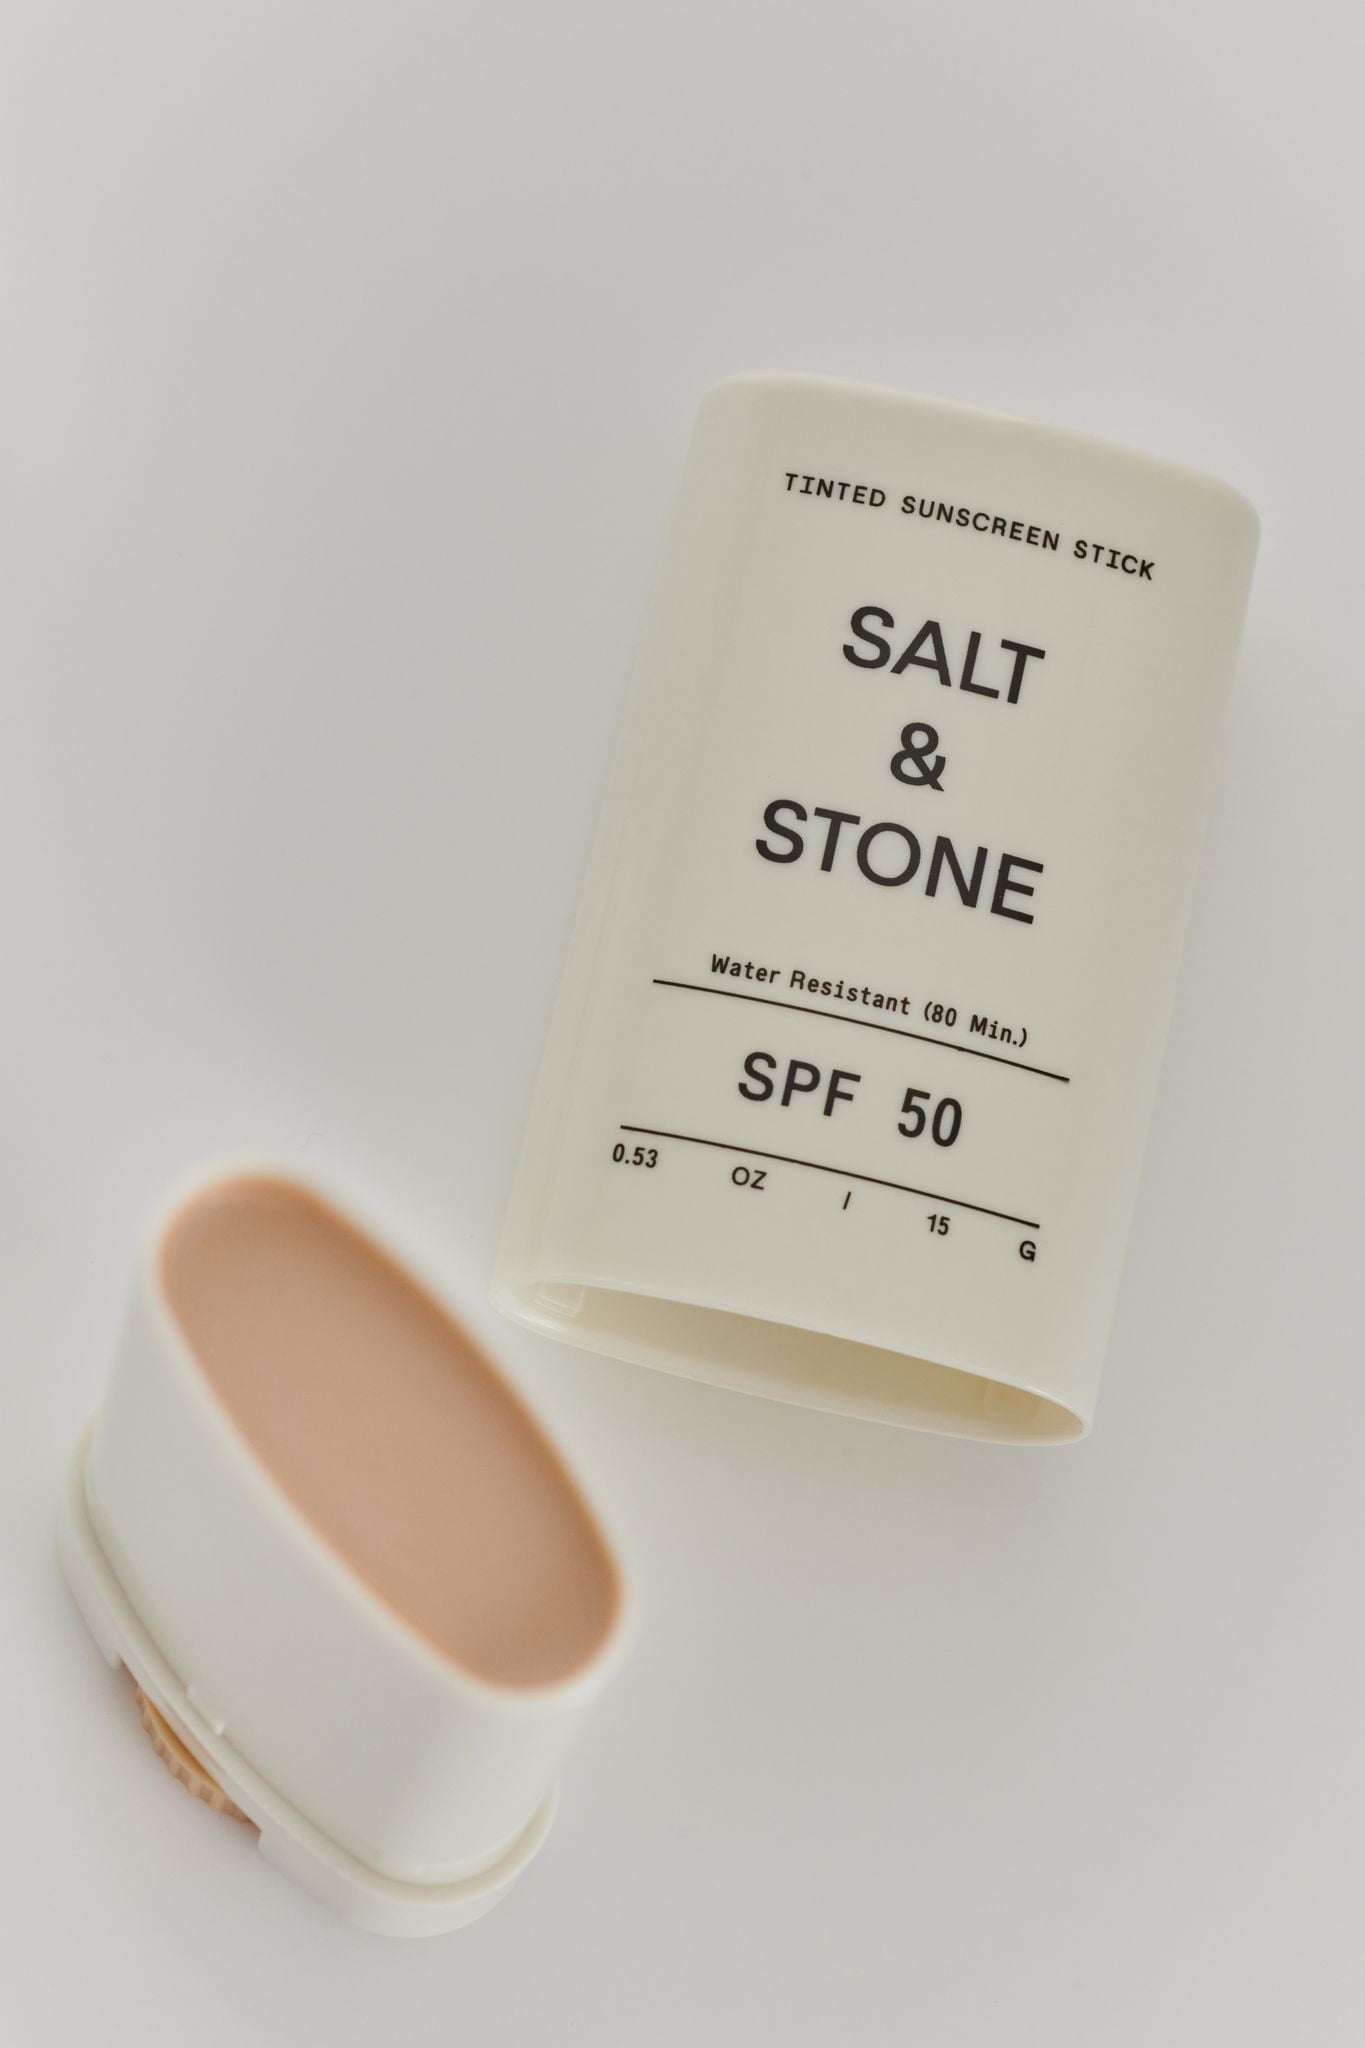 TINTED SUNSCREEN STICK
SALT
&
STONE
Water Resistant (80 Min.)
SPF 50
0.53 OZ / 15 G